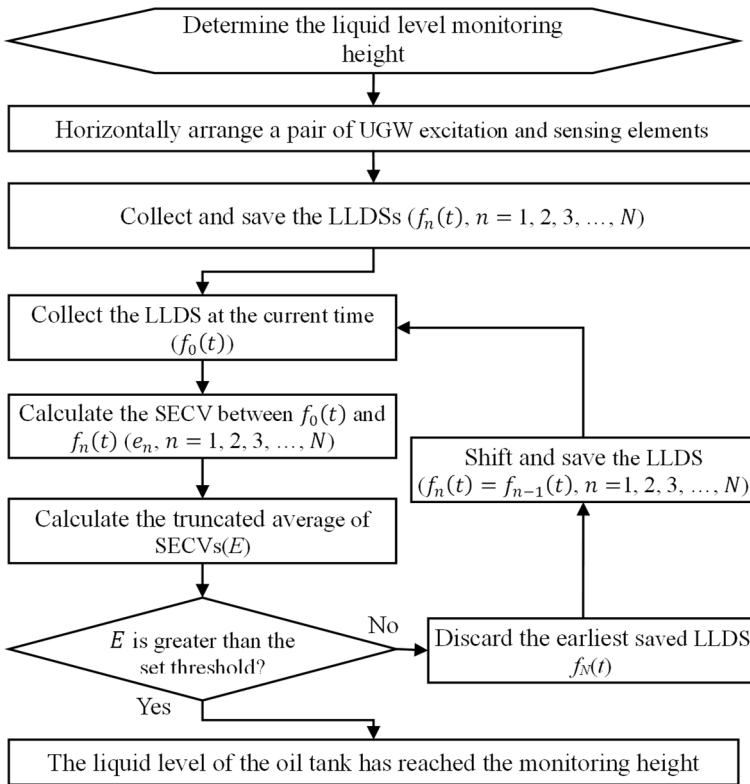 Determine the liquid level monitoring
height
Horizontally arrange a pair of UGW excitation and sensing elements
Collect and save the LLDSs (fₙ(t), n = 1, 2, 3, …, N)
Collect the LLDS at the current time
(f₀(t))
Calculate the SECV between f₀(t) and
fₙ(t) (eₙ, n = 1, 2, 3, …, N)
Calculate the truncated average of
SECVs(E)
E is greater than the
set threshold?
No
Yes
Discard the earliest saved LLDS
f_N(t)
Shift and save the LLDS
(fₙ(t) = fₙ₋₁(t), n =1, 2, 3, …, N)
The liquid level of the oil tank has reached the monitoring height